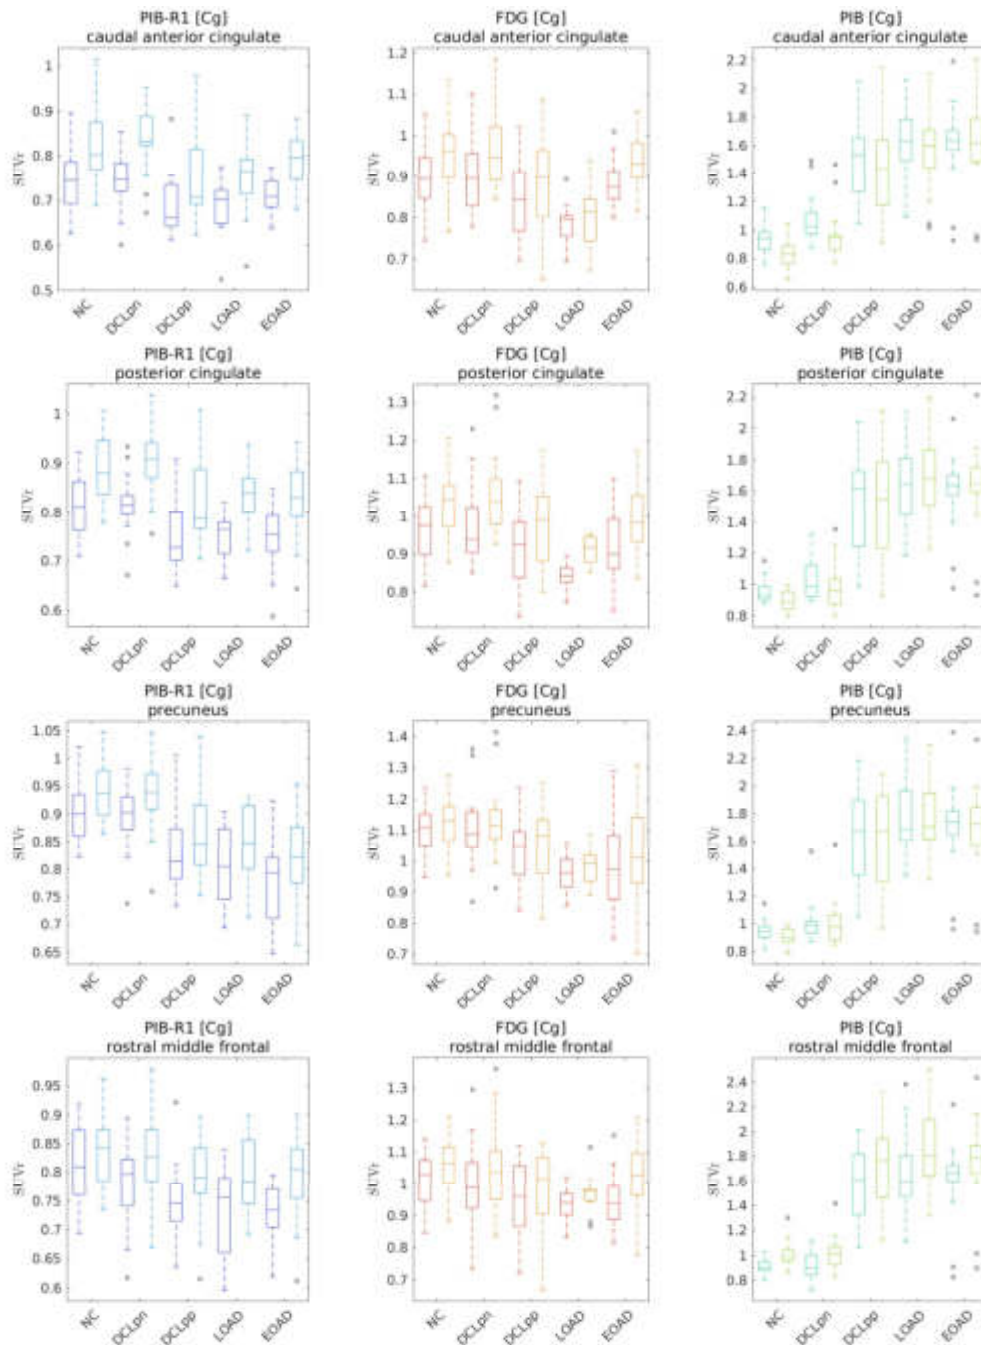 PIB-R1 [Cg]
caudal anterior cingulate
1
0.9
0.8
0.7
0.6
0.5
SUVr
NC
DCLpn
DCLpp
LOAD
EOAD
FDG [Cg]
caudal anterior cingulate
1.2
1.1
1
0.9
0.8
0.7
SUVr
NC
DCLpn
DCLpp
LOAD
EOAD
PIB [Cg]
caudal anterior cingulate
2.2
2
1.8
1.6
1.4
1.2
1
0.8
0.6
SUVr
NC
DCLpn
DCLpp
LOAD
EOAD
PIB-R1 [Cg]
posterior cingulate
1
0.9
0.8
0.7
0.6
SUVr
NC
DCLpn
DCLpp
LOAD
EOAD
FDG [Cg]
posterior cingulate
1.3
1.2
1.1
1
0.9
0.8
SUVr
NC
DCLpn
DCLpp
LOAD
EOAD
PIB [Cg]
posterior cingulate
2.2
2
1.8
1.6
1.4
1.2
1
0.8
SUVr
NC
DCLpn
DCLpp
LOAD
EOAD
PIB-R1 [Cg]
precuneus
1.05
1
0.95
0.9
0.85
0.8
0.75
0.7
0.65
SUVr
NC
DCLpn
DCLpp
LOAD
EOAD
FDG [Cg]
precuneus
1.4
1.3
1.2
1.1
1
0.9
0.8
0.7
SUVr
NC
DCLpn
DCLpp
LOAD
EOAD
PIB [Cg]
precuneus
2.4
2.2
2
1.8
1.6
1.4
1.2
1
0.8
SUVr
NC
DCLpn
DCLpp
LOAD
EOAD
PIB-R1 [Cg]
rostral middle frontal
0.95
0.9
0.85
0.8
0.75
0.7
0.65
0.6
SUVr
NC
DCLpn
DCLpp
LOAD
EOAD
FDG [Cg]
rostral middle frontal
1.3
1.2
1.1
1
0.9
0.8
0.7
SUVr
NC
DCLpn
DCLpp
LOAD
EOAD
PIB [Cg]
rostral middle frontal
2.4
2.2
2
1.8
1.6
1.4
1.2
1
0.8
SUVr
NC
DCLpn
DCLpp
LOAD
EOAD